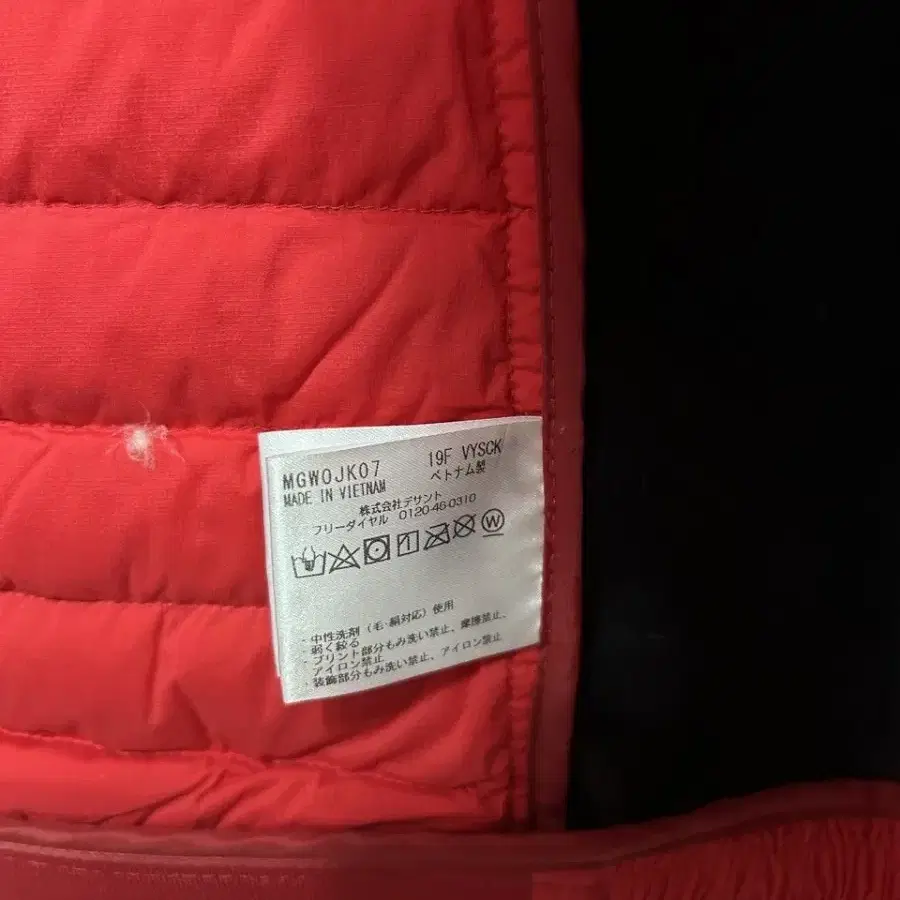 MGWOJK07 19F VYSCK
MADE IN VIETNAM ベトナム製
株式会社デサント
フリーダイヤル 0120-46-0310
W
・中性洗剤（毛・絹対応）使用
・弱く絞る
・プリント部分もみ洗い禁止、摩擦禁止、
アイロン禁止
・装飾部分もみ洗い禁止、アイロン禁止